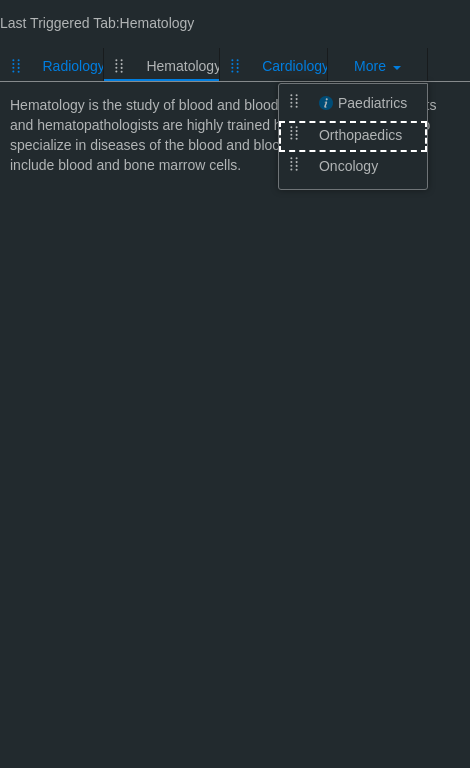 Last Triggered Tab:Hematology
Radiology
Hematology
Cardiology
More
Hematology is the study of blood and blood
and hematopathologists are highly trained
specialize in diseases of the blood and
include blood and bone marrow cells.
Paediatrics
Orthopaedics
Oncology